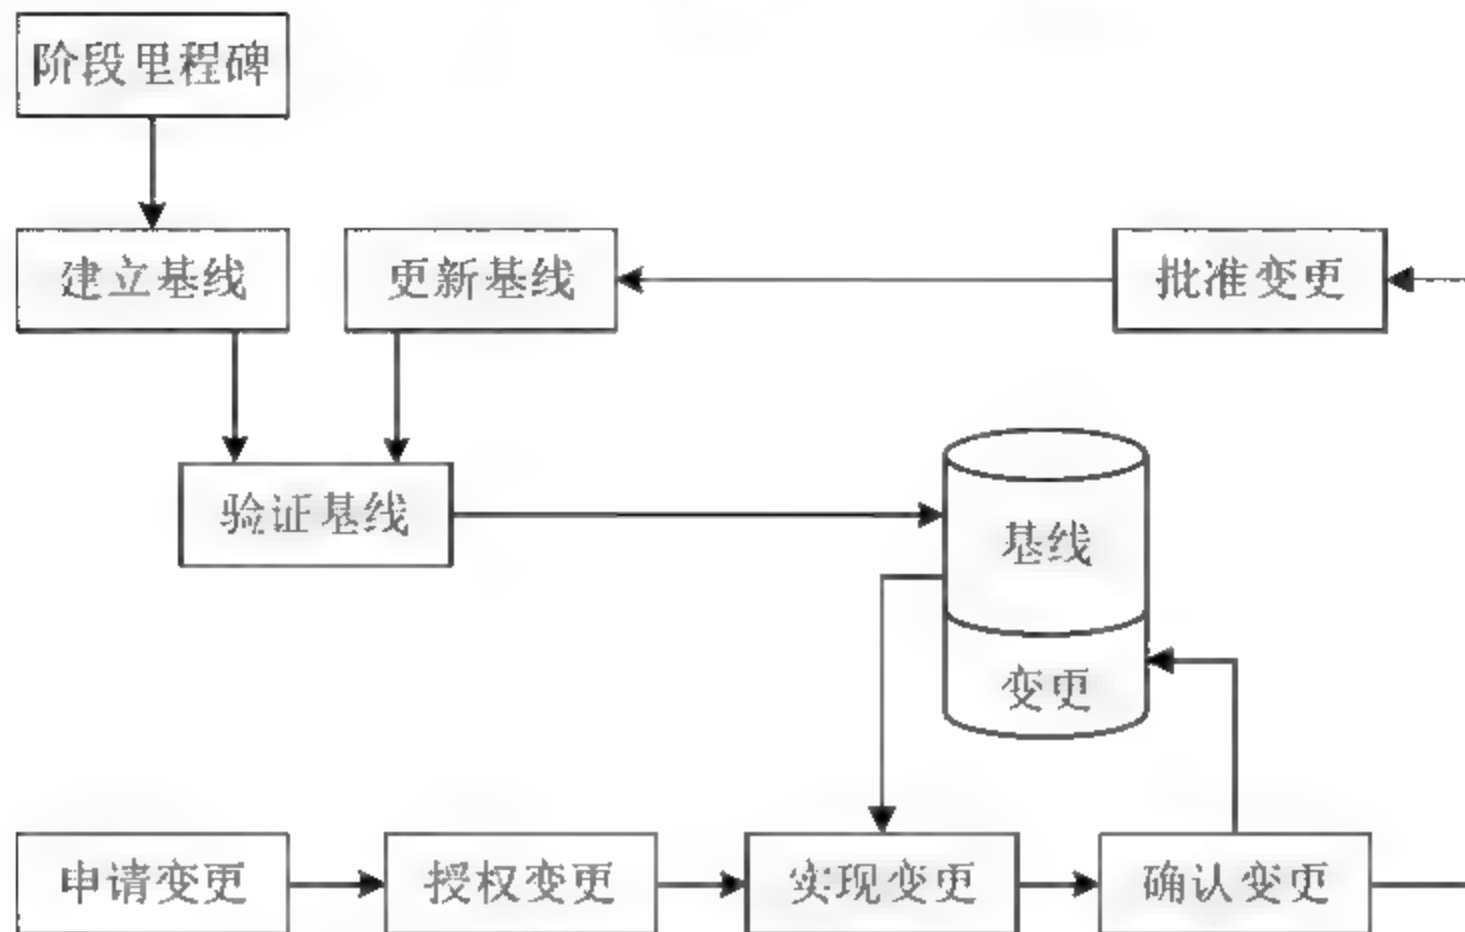 阶段里程碑
建立基线
更新基线
批准变更
验证基线
基线
变更
申请变更
授权变更
实现变更
确认变更